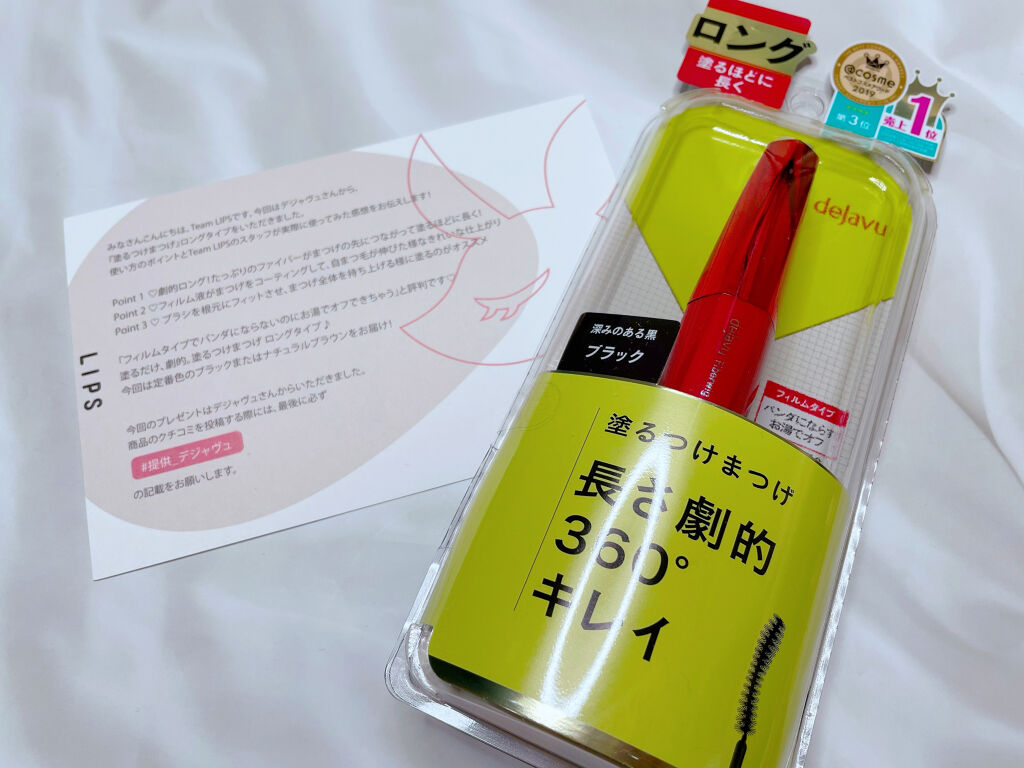 みなさんこんにちは、Team LIPSです。今回はデジャヴュさんから、
「塗るつけまつげ」ロングタイプをいただきました。
使い方のポイントとTeam LIPSのスタッフが実際に使ってみた感想をお伝えします!
Point 1 ♡劇的ロング!たっぷりのファイバーがまつげの先につながって塗るほどに長く!
Point 2 ♡フィルム液がまつげをコーティングして、自まつ毛が伸びた様なきれいな仕上がり
Point 3 ♡ ブラシを根元にフィットさせ、まつげ全体を持ち上げる様に塗るのがオススメ
「フィルムタイプでパンダにならないのにお湯でオフできちゃう」と評判です♡
塗るだけ、劇的。塗るつけまつげ ロングタイプ♪
今回は定番色のブラックまたはナチュラルブラウンをお届け!
今回のプレゼントはデジャヴュさんからいただきました。
商品のクチコミを投稿する際には、最後に必ず
#提供_デジャヴュ
の記載をお願いします。
LIPS
ロング
塗るほどに
長く
@cosme
ベストコスメアワード
2019
第3位
売上1位
dejavu
深みのある黒
ブラック
dejavu
フィルムタイプ
パンダにならず
お湯でオフ
塗るつけまつげ
長さ劇的
360°
キレイ